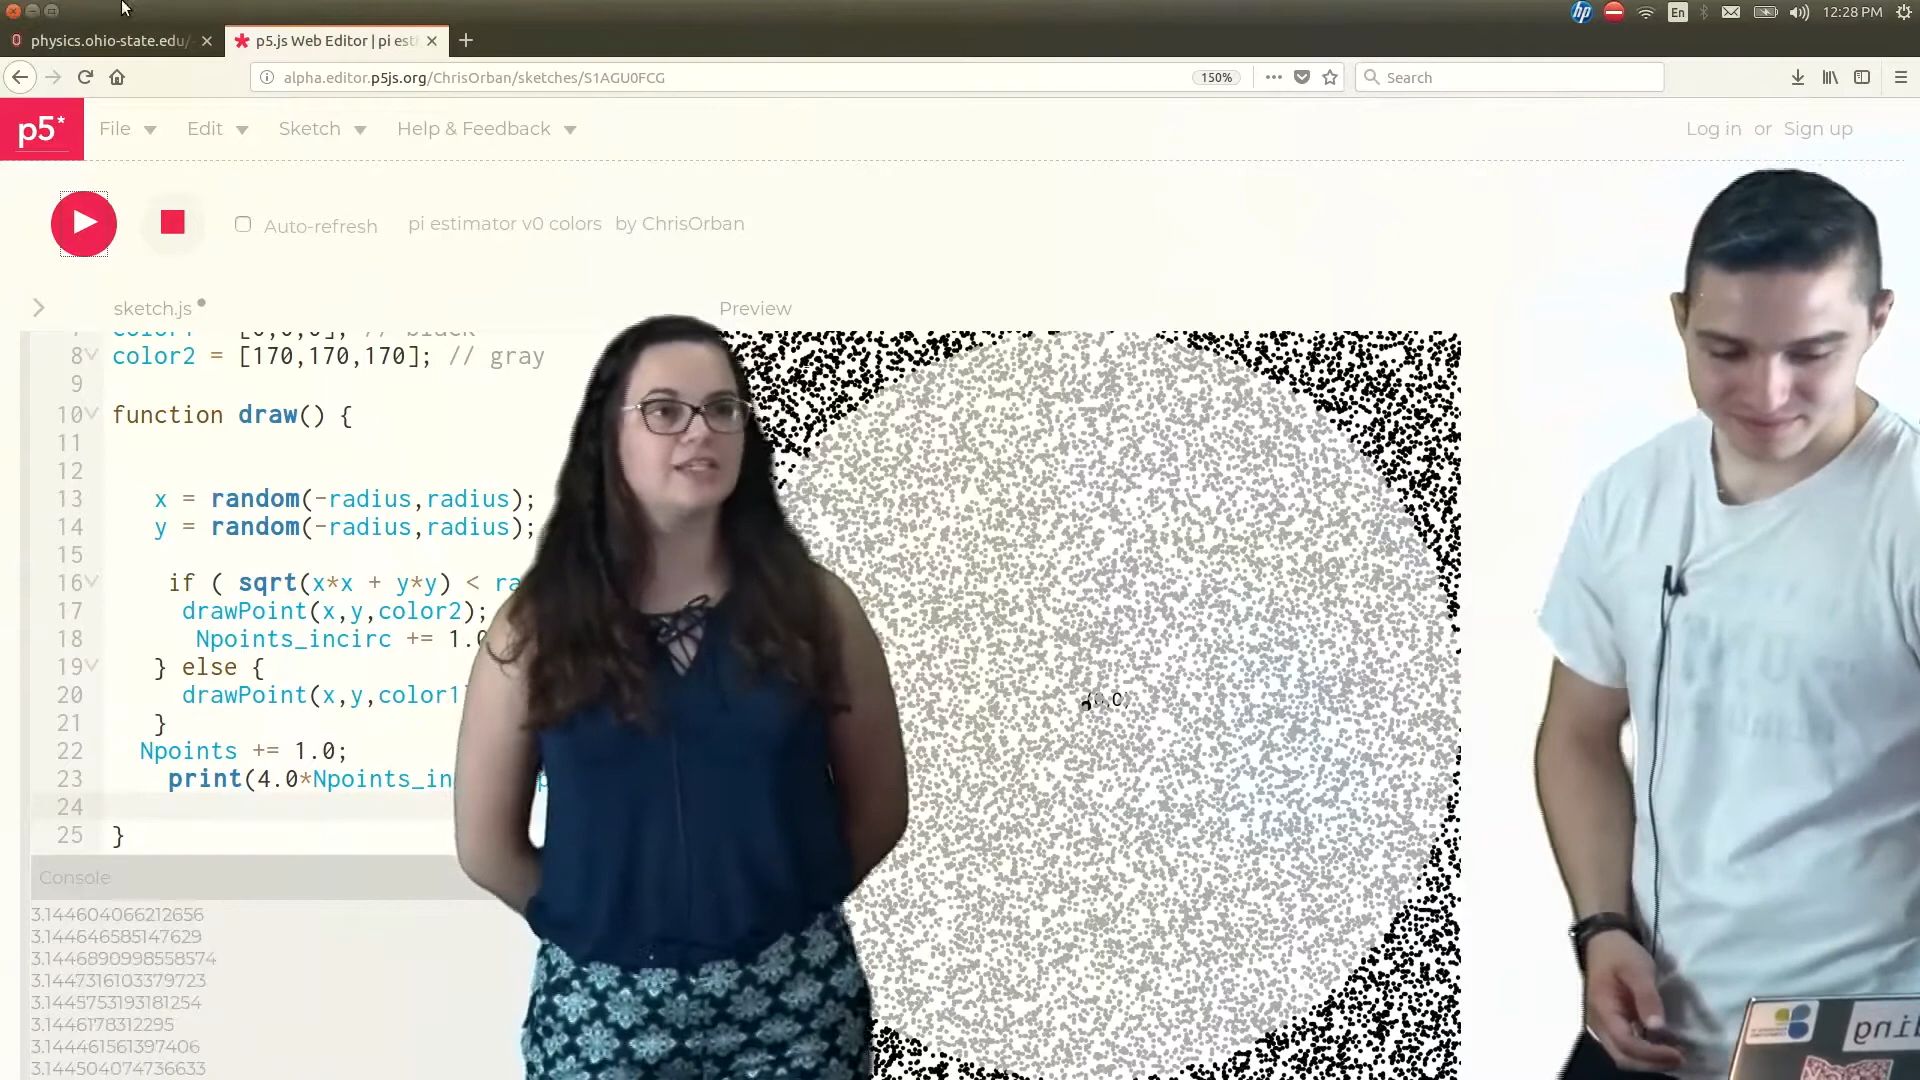 12:28 PM
En
hp
physics.ohio-state.edu/
p5.js Web Editor | pi est
alpha.editor.p5js.org/ChrisOrban/sketches/S1AGU0FCG
150%
Search
p5*
File
Edit
Sketch
Help & Feedback
Log in or Sign up
Auto-refresh
pi estimator v0 colors by ChrisOrban
sketch.js
Preview
8 color2 = [170,170,170]; // gray
9
10 function draw() {
11
12
13 x = random(-radius,radius);
14 y = random(-radius,radius);
15
16 if ( sqrt(x*x + y*y) < ra
17 drawPoint(x,y,color2);
18 Npoints_incirc += 1.0
19 } else {
20 drawPoint(x,y,color1
21 }
22 Npoints += 1.0;
23 print(4.0*Npoints_in
24
25 }
Console
3.144604066212656
3.144646585147629
3.1446890998558574
3.1447316103379723
3.1445753193181254
3.1446178312295
3.144461561397406
3.144504074736633